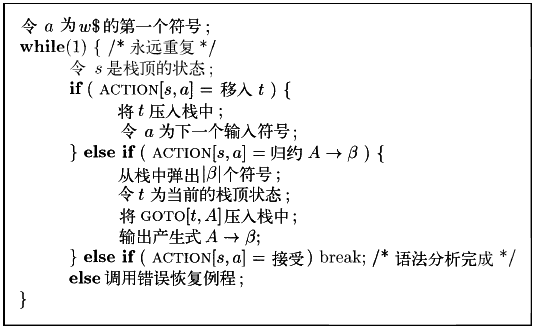 令 a 为w$的第一个符号;
while(1) { /* 永远重复 */
令 s 是栈顶的状态;
if ( ACTION[s,a] = 移入 t ) {
将 t 压入栈中;
令 a 为下一个输入符号;
} else if ( ACTION[s,a] = 归约 A → β ) {
从栈中弹出|β|个符号;
令 t 为当前的栈顶状态;
将 GOTO[t,A]压入栈中;
输出产生式 A → β;
} else if ( ACTION[s,a] = 接受) break; /* 语法分析完成 */
else 调用错误恢复例程;
}